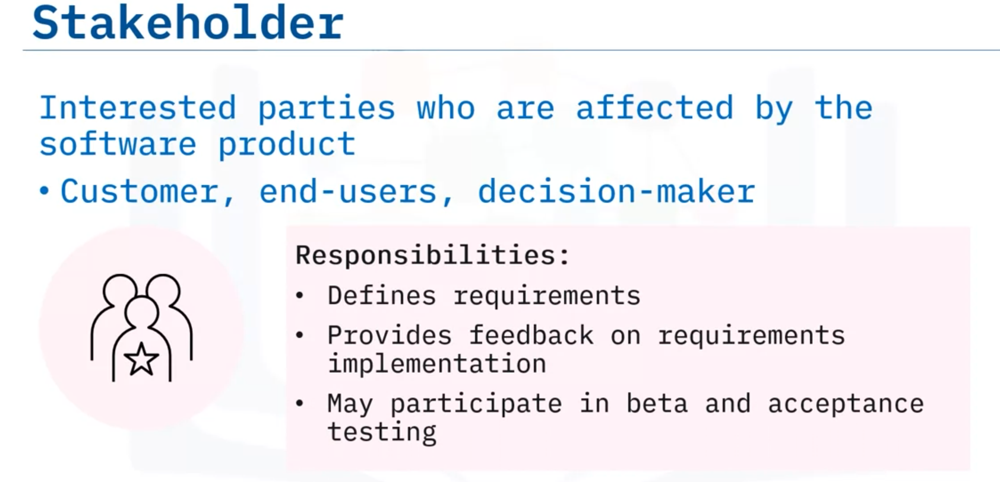 Stakeholder
Interested parties who are affected by the
software product
• Customer, end-users, decision-maker
Responsibilities:
• Defines requirements
• Provides feedback on requirements
implementation
• May participate in beta and acceptance
testing